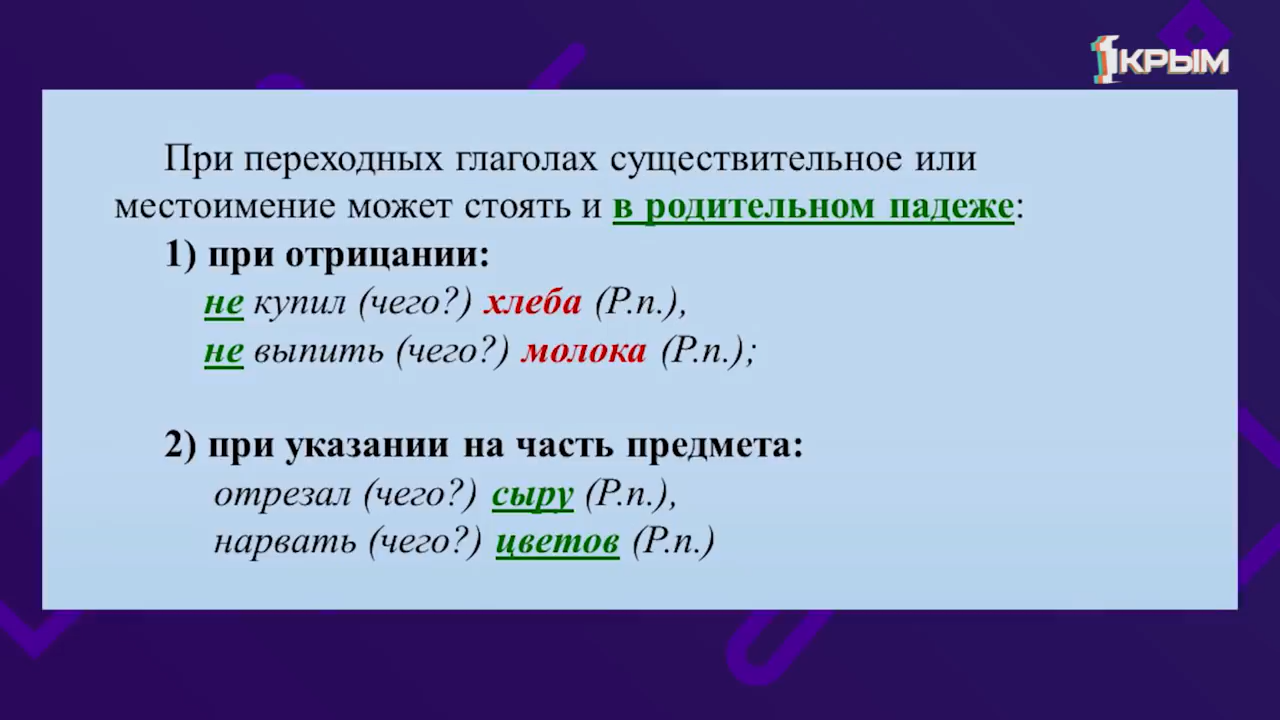 1КРЫМ
При переходных глаголах существительное или
местоимение может стоять и в родительном падеже:
1) при отрицании:
не купил (чего?) хлеба (Р.п.),
не выпить (чего?) молока (Р.п.);
2) при указании на часть предмета:
отрезал (чего?) сыру (Р.п.),
нарвать (чего?) цветов (Р.п.)